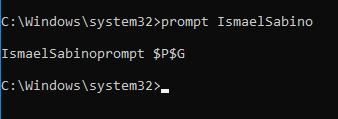 C:\Windows\system32>prompt IsmaelSabino
IsmaelSabinoprompt $P$G
C:\Windows\system32>